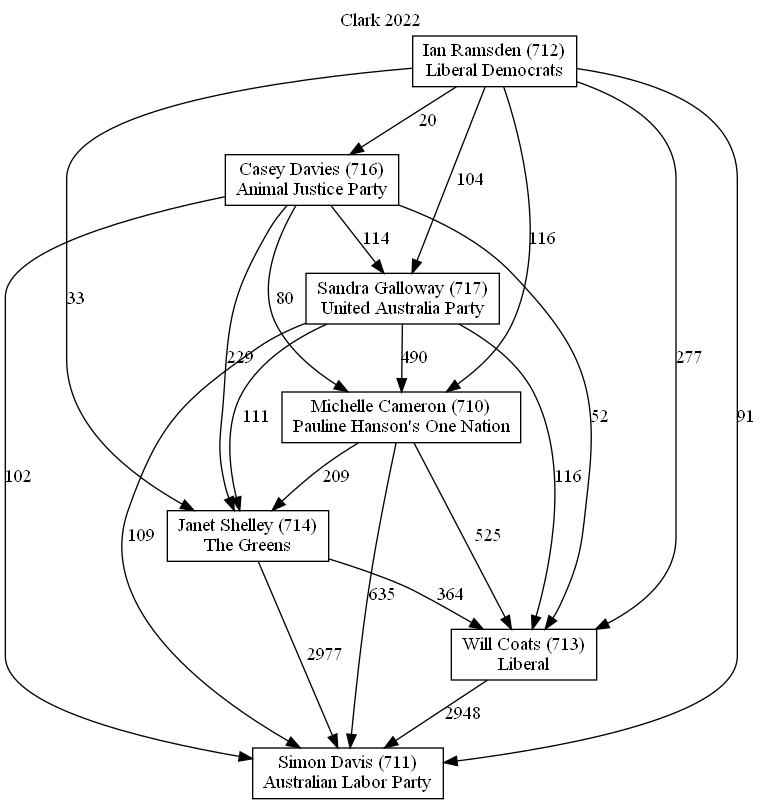 Clark 2022
Ian Ramsden (712)
Liberal Democrats
20
Casey Davies (716)
Animal Justice Party
104
114
116
Sandra Galloway (717)
United Australia Party
33
80
229
490
277
Michelle Cameron (710)
Pauline Hanson's One Nation
111
52
91
102
209
116
Janet Shelley (714)
The Greens
109
525
635
364
Will Coats (713)
Liberal
2977
2948
Simon Davis (711)
Australian Labor Party